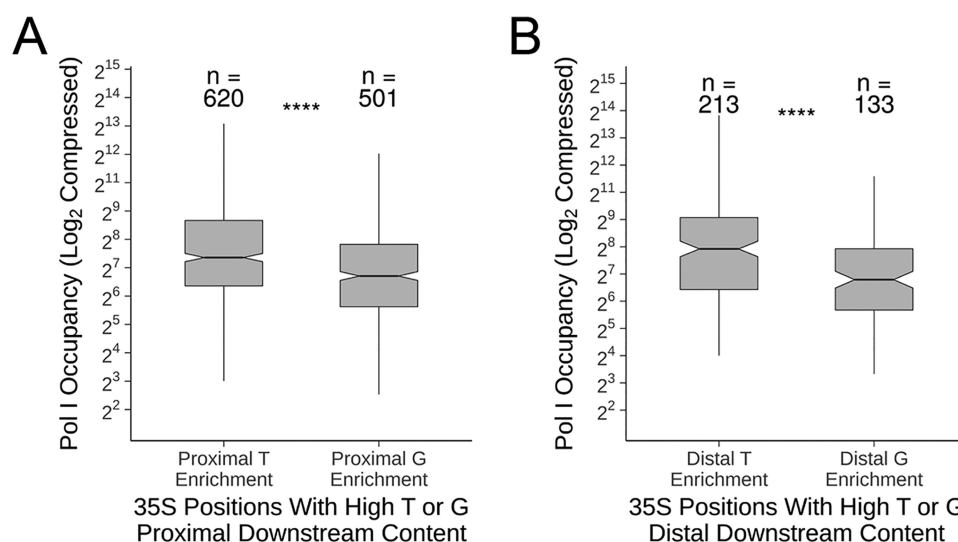 A
Pol I Occupancy (Log2 Compressed)
2^15
2^14
2^13
2^12
2^11
2^9
2^8
2^7
2^6
2^5
2^4
2^3
2^2
n =
620
****
n =
501
Proximal T
Enrichment
Proximal G
Enrichment
35S Positions With High T or G
Proximal Downstream Content
B
Pol I Occupancy (Log2 Compressed)
2^15
2^14
2^13
2^12
2^11
2^9
2^8
2^7
2^6
2^5
2^4
2^3
2^2
n =
213
****
n =
133
Distal T
Enrichment
Distal G
Enrichment
35S Positions With High T or G
Distal Downstream Content